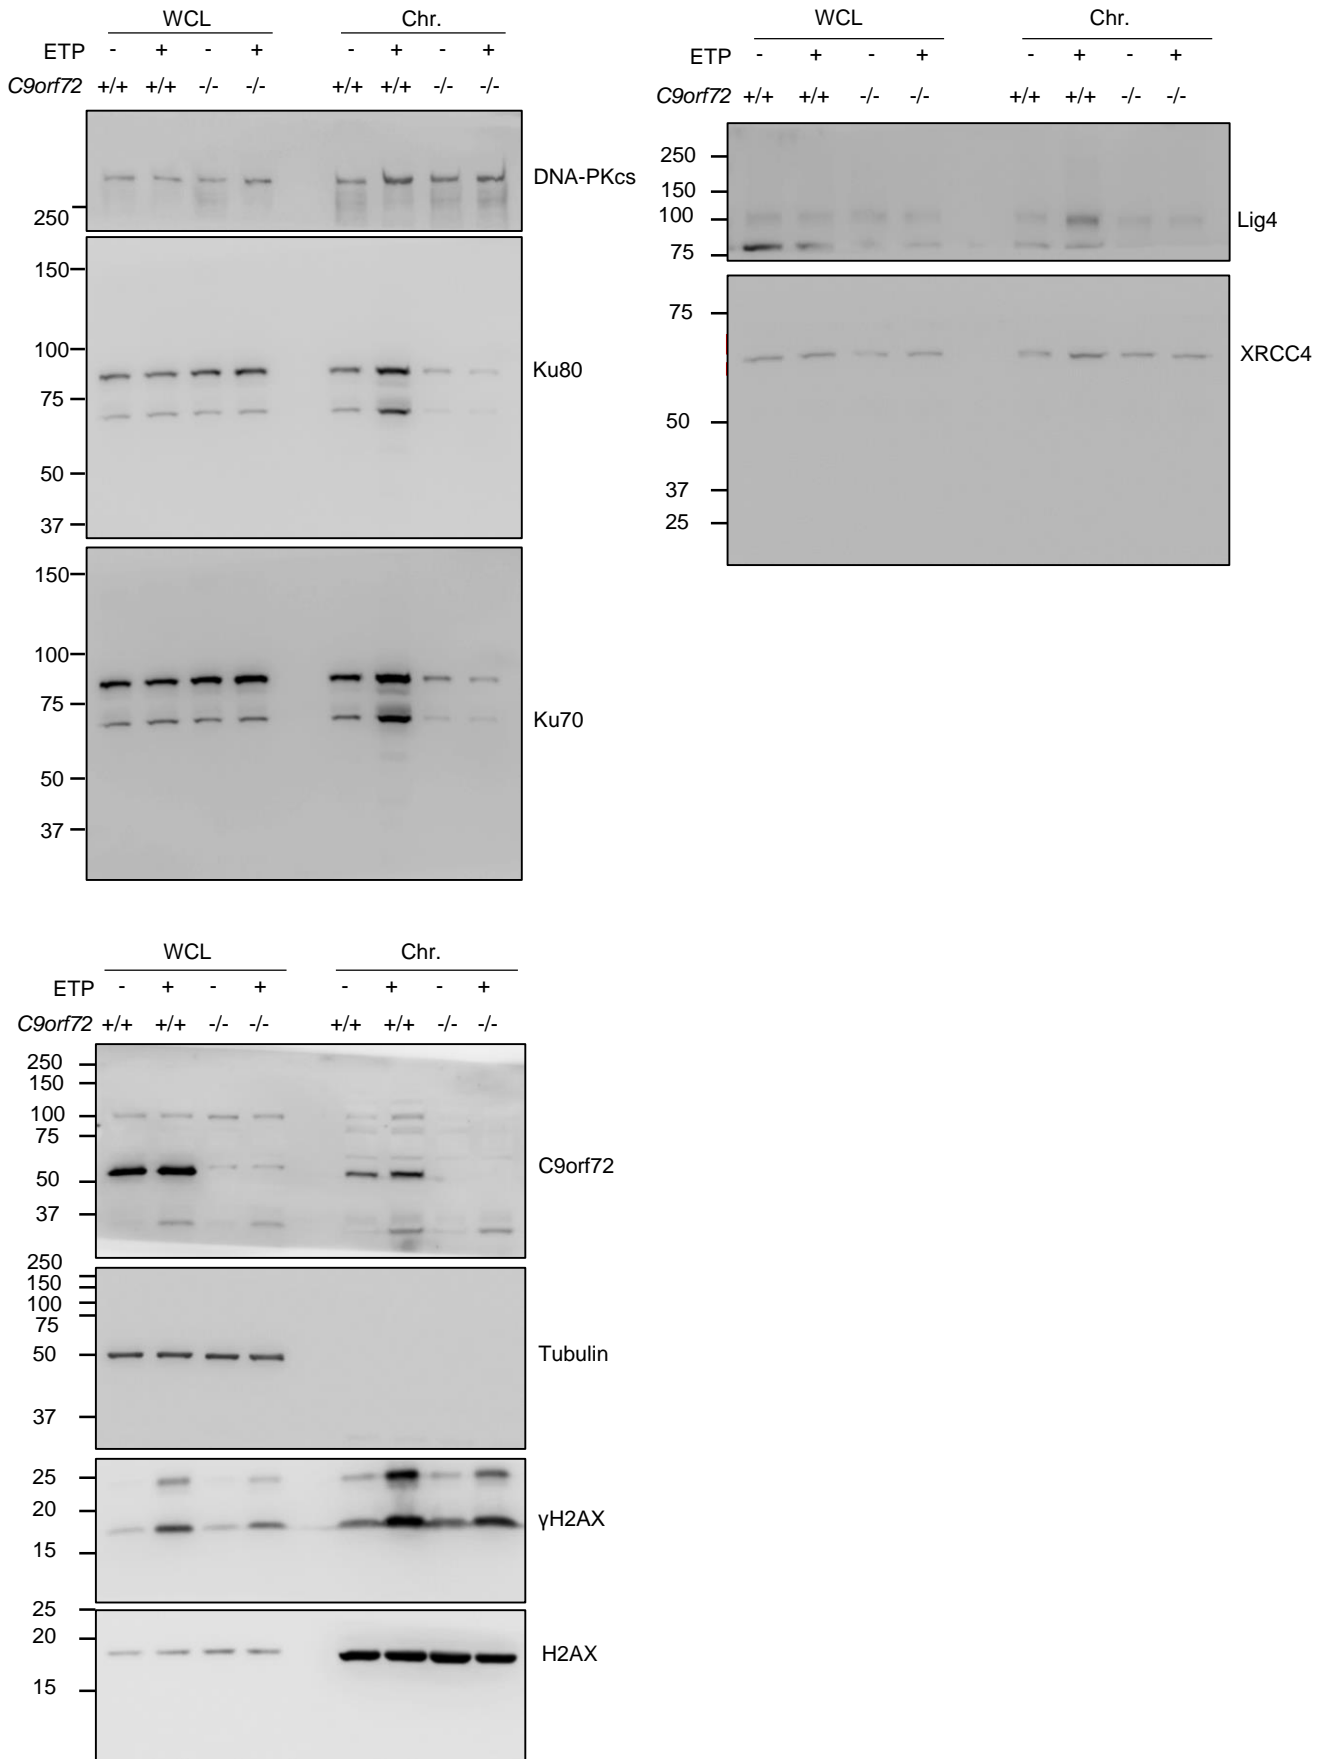 WCL Chr.
ETP - + - + - + - +
C9orf72 +/+ +/+ -/- -/- +/+ +/+ -/- -/-
DNA-PKcs
250
150
100
Ku80
75
50
37
150
100
75
Ku70
50
37
WCL Chr.
ETP - + - + - + - +
C9orf72 +/+ +/+ -/- -/- +/+ +/+ -/- -/-
250
150
100 Lig4
75
75
XRCC4
50
37
25
WCL Chr.
ETP - + - + - + - +
C9orf72 +/+ +/+ -/- -/- +/+ +/+ -/- -/-
250
150
100
75
C9orf72
50
37
250
150
100
75
50 Tubulin
37
25
20
γH2AX
15
25
20
H2AX
15